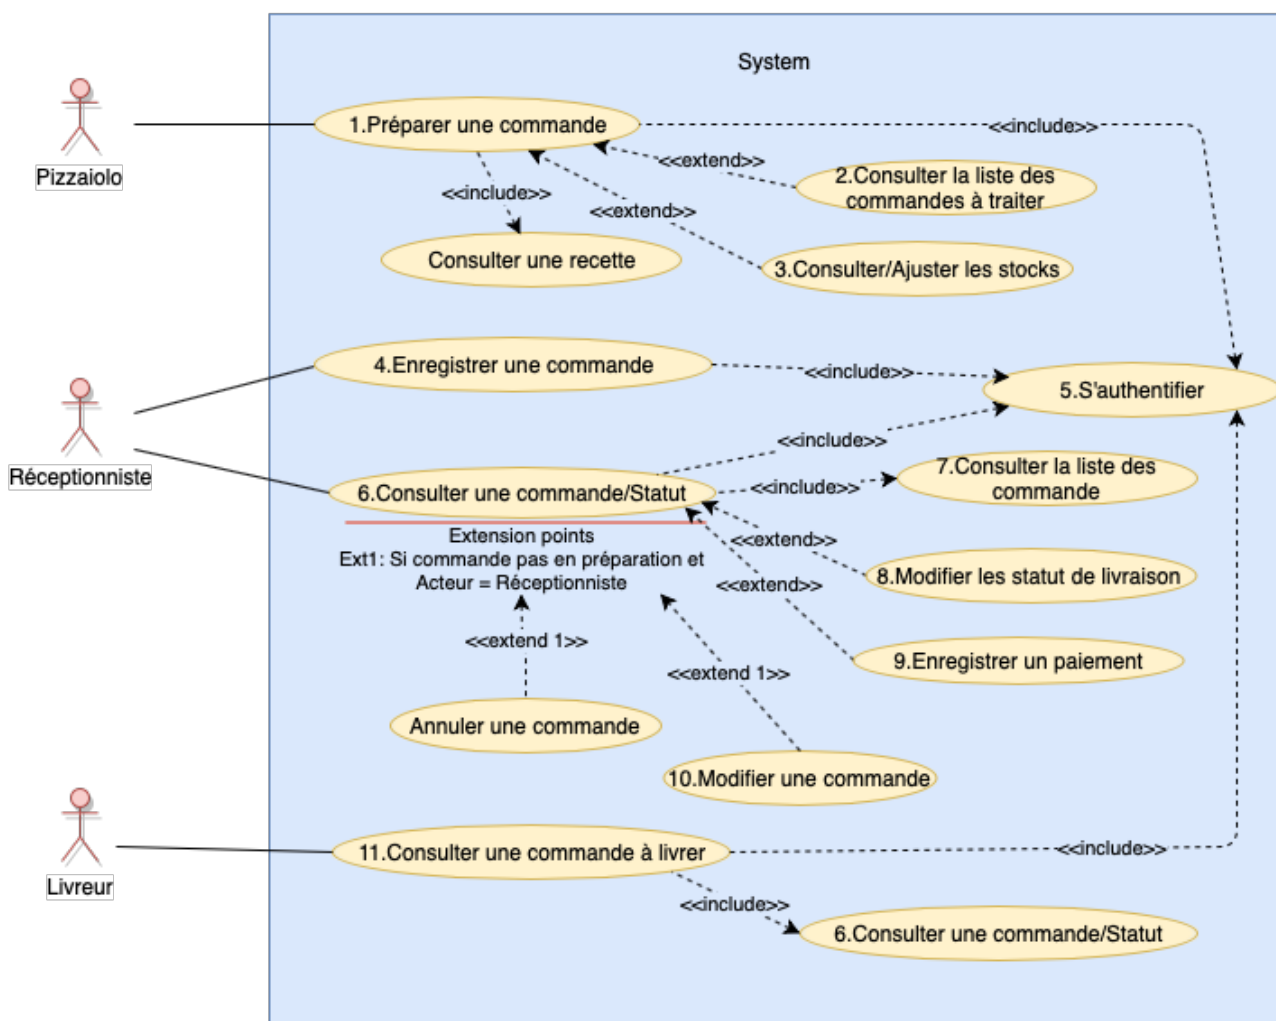 System
1.Préparer une commande
<<include>>
Pizzaiolo
<<extend>>
2.Consulter la liste des
commandes à traiter
<<include>>
<<extend>>
Consulter une recette
3.Consulter/Ajuster les stocks
4.Enregistrer une commande
<<include>>
5.S'authentifier
Réceptionniste
<<include>>
7.Consulter la liste des
commande
6.Consulter une commande/Statut
<<include>>
Extension points
Ext1: Si commande pas en préparation et
Acteur = Réceptionniste
<<extend>>
8.Modifier les statut de livraison
<<extend>>
<<extend 1>>
9.Enregistrer un paiement
<<extend 1>>
Annuler une commande
10.Modifier une commande
11.Consulter une commande à livrer
<<include>>
Livreur
<<include>>
6.Consulter une commande/Statut